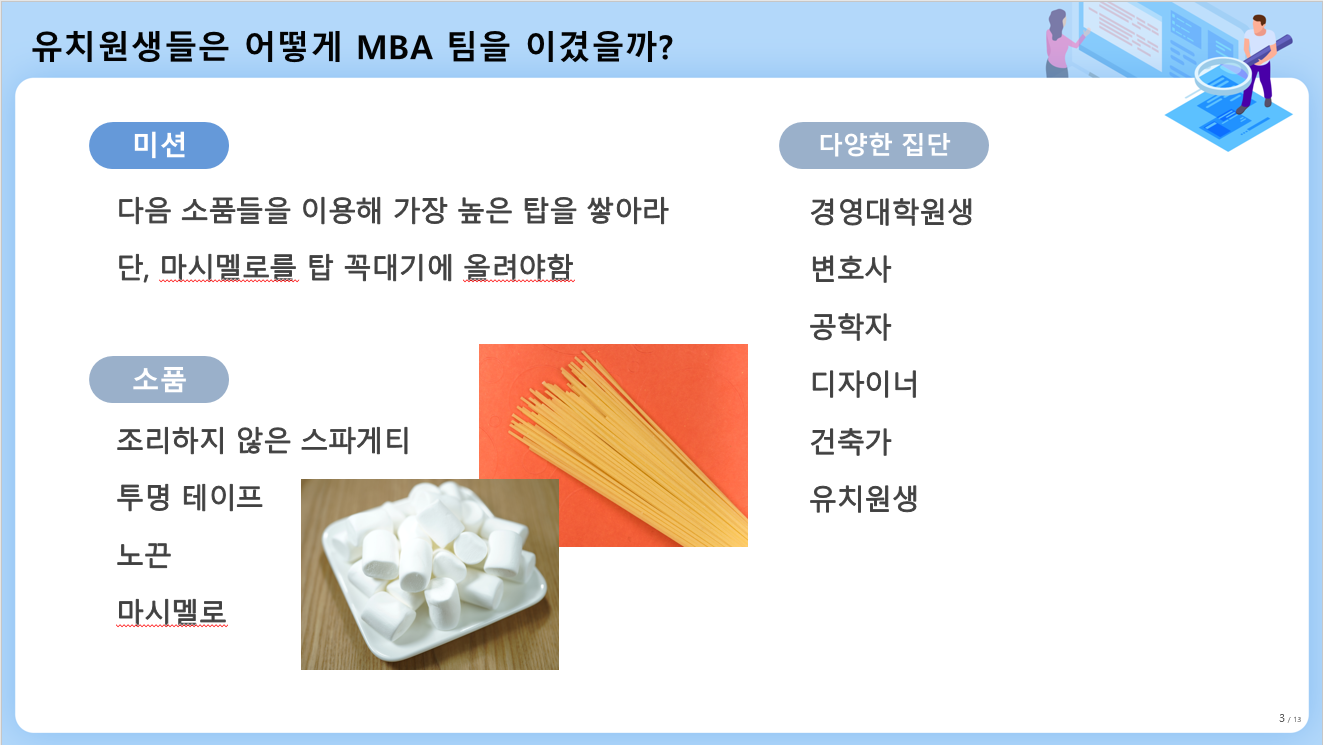 유치원생들은 어떻게 MBA 팀을 이겼을까?
미션
다음 소품들을 이용해 가장 높은 탑을 쌓아라
단, 마시멜로를 탑 꼭대기에 올려야함
소품
조리하지 않은 스파게티
투명 테이프
노끈
마시멜로
다양한 집단
경영대학원생
변호사
공학자
디자이너
건축가
유치원생
3 / 13